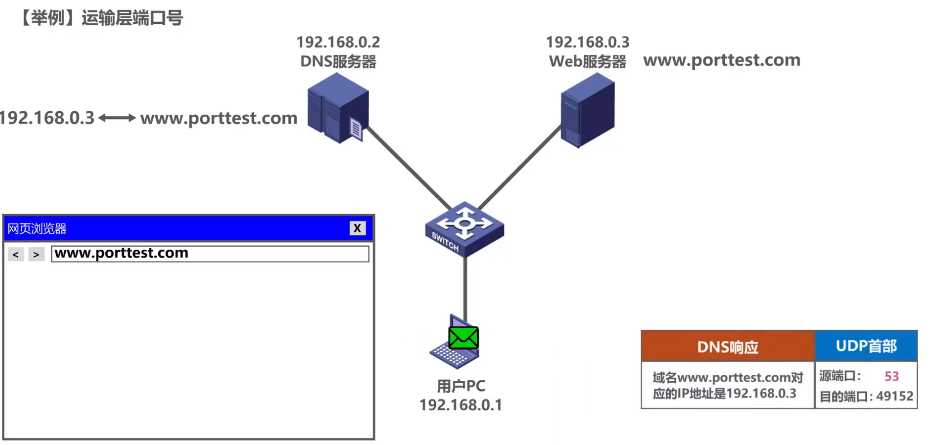 【举例】运输层端口号
192.168.0.2
DNS服务器
192.168.0.3
Web服务器
www.porttest.com
192.168.0.3
www.porttest.com
SWITCH
网页浏览器
X
<
>
www.porttest.com
用户PC
192.168.0.1
DNS响应
UDP首部
域名www.porttest.com对
应的IP地址是192.168.0.3
源端口： 53
目的端口：49152